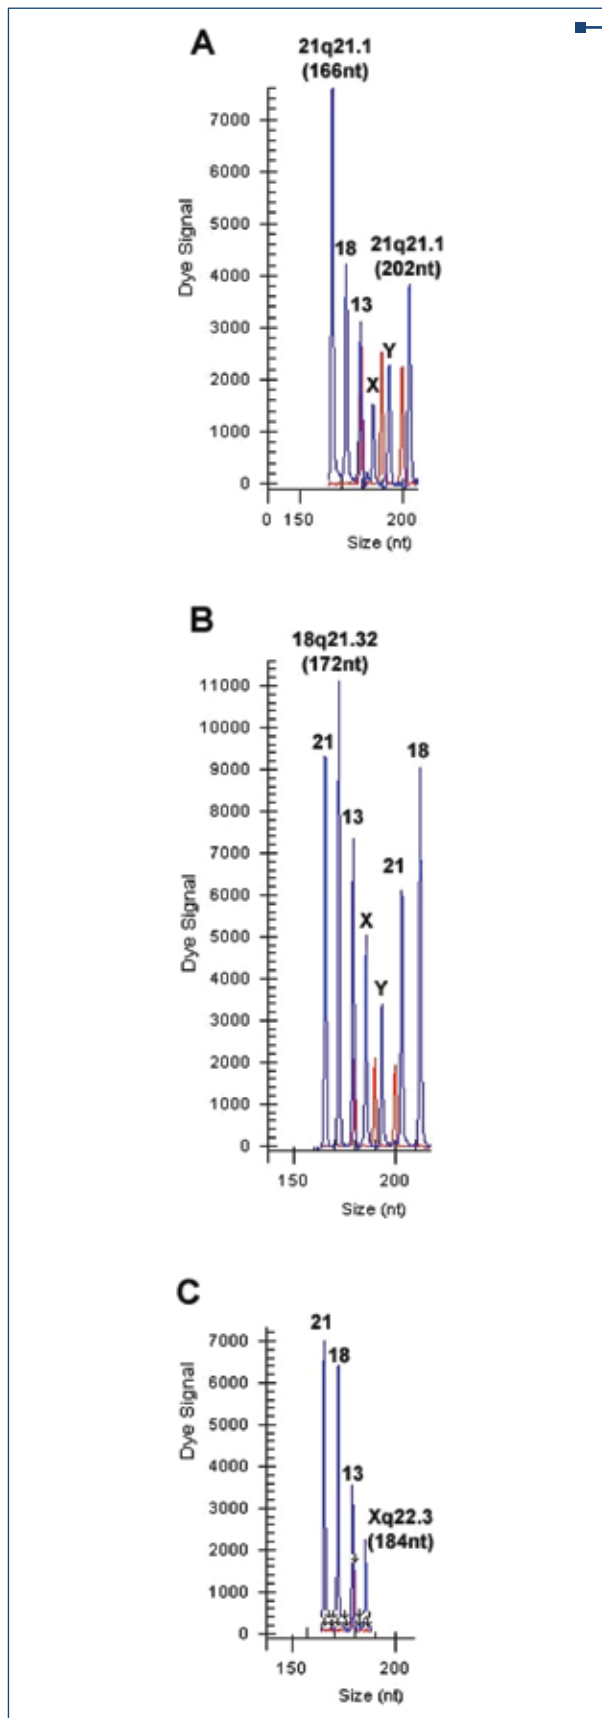 A
21q21.1
(166nt)
7000
6000
5000
4000
3000
2000
1000
0
Dye Signal
18
13
X
Y
21q21.1
(202nt)
0 150 200
Size (nt)
B
18q21.32
(172nt)
11000
10000
9000
8000
7000
6000
5000
4000
3000
2000
1000
0
Dye Signal
21
13
X
Y
21
18
150 200
Size (nt)
C
21
18
13
Xq22.3
(184nt)
7000
6000
5000
4000
3000
2000
1000
0
Dye Signal
150 200
Size (nt)